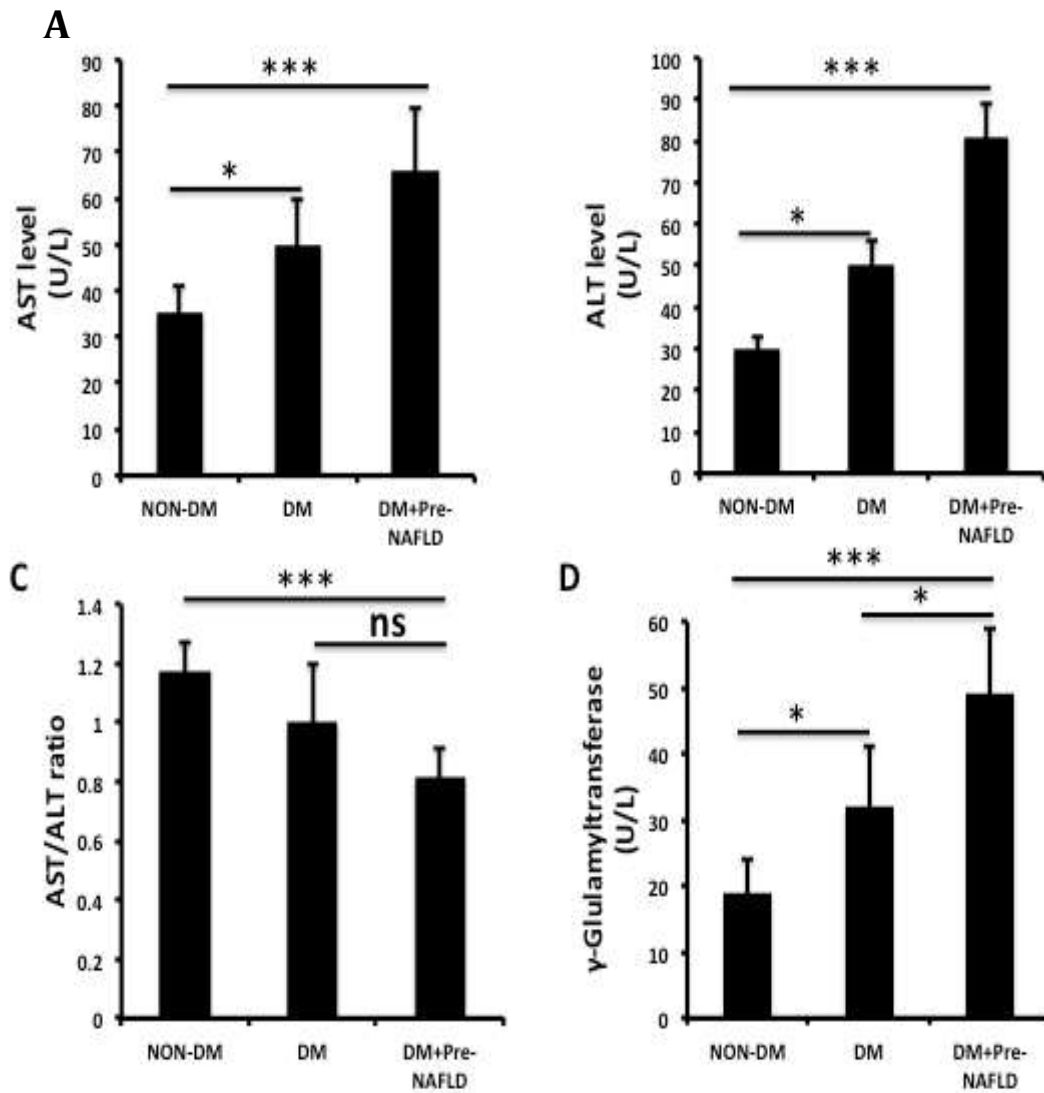 A
***
*
AST level
(U/L)
90
80
70
60
50
40
30
20
10
0
NON-DM
DM
DM+Pre-
NAFLD
***
*
ALT level
(U/L)
100
90
80
70
60
50
40
30
20
10
0
NON-DM
DM
DM+Pre-
NAFLD
C
***
ns
AST/ALT ratio
1.4
1.2
1
0.8
0.6
0.4
0.2
0
NON-DM
DM
DM+Pre-
NAFLD
D
***
*
*
γ-Glulamyltransferase
(U/L)
60
50
40
30
20
10
0
NON-DM
DM
DM+Pre-
NAFLD